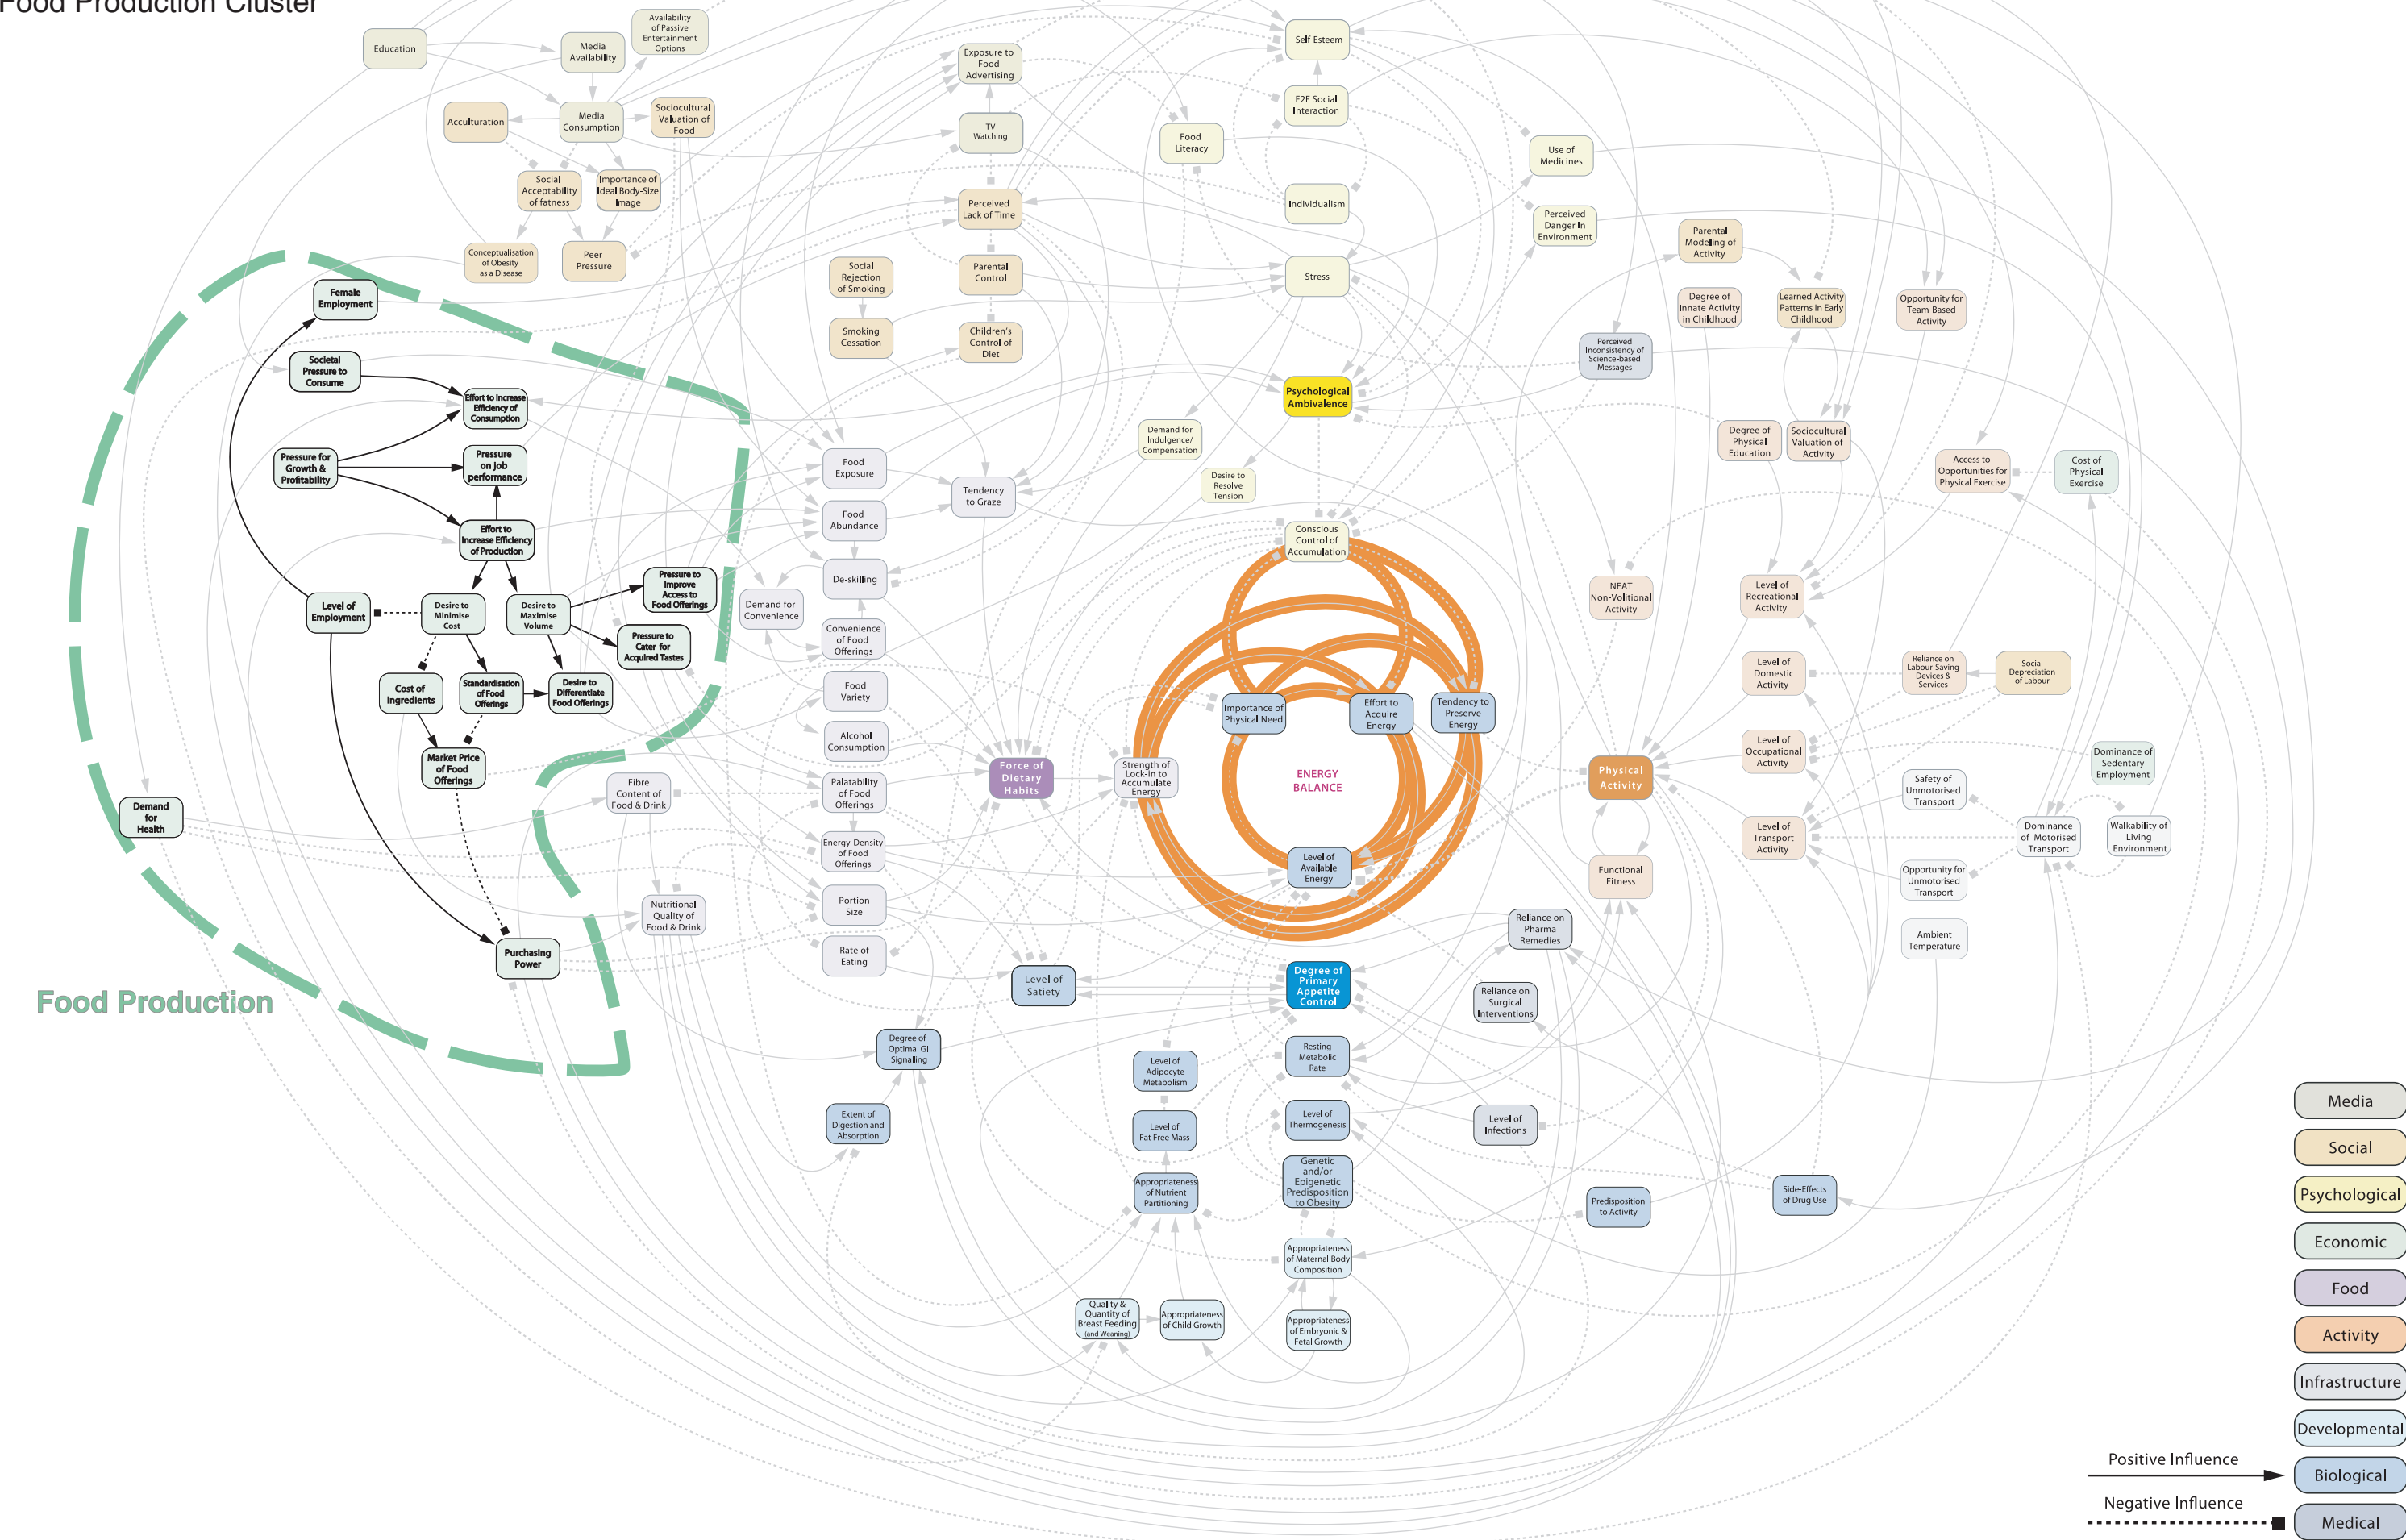 Food Production Cluster
Education
Media
Availability
Availability
of Passive
Entertainment
Options
Acculturation
Media
Consumption
Sociocultural
Valuation of
Food
Social
Acceptability
of fatness
Importance of
Ideal Body-Size
Image
Conceptualisation
of Obesity
as a Disease
Peer
Pressure
Exposure to
Food
Advertising
TV
Watching
Perceived
Lack of Time
Parental
Control
Children's
Control of
Diet
Social
Rejection
of Smoking
Smoking
Cessation
Food
Literacy
Self-Esteem
F2F Social
Interaction
Individualism
Stress
Psychological
Ambivalence
Use of
Medicines
Perceived
Danger In
Environment
Parental
Modelling of
Activity
Degree of
Innate Activity
in Childhood
Learned Activity
Patterns in Early
Childhood
Opportunity for
Team-Based
Activity
Perceived
Inconsistency of
Science-based
Messages
Degree of
Physical
Education
Sociocultural
Valuation of
Activity
Access to
Opportunities for
Physical Exercise
Cost of
Physical
Exercise
Female
Employment
Societal
Pressure to
Consume
Effort to Increase
Efficiency of
Consumption
Pressure for
Growth &
Profitability
Pressure
on Job
performance
Effort to
Increase Efficiency
of Production
Level of
Employment
Desire to
Minimise
Cost
Desire to
Maximise
Volume
Pressure to
Improve
Access to
Food Offerings
Pressure to
Cater for
Acquired Tastes
Cost of
Ingredients
Standardisation
of Food
Offerings
Desire to
Differentiate
Food Offerings
Market Price
of Food
Offerings
Demand
for
Health
Purchasing
Power
Food Production
Food
Exposure
Food
Abundance
De-skilling
Demand for
Convenience
Convenience
of Food
Offerings
Food
Variety
Alcohol
Consumption
Fibre
Content of
Food & Drink
Palatability
of Food
Offerings
Energy-Density
of Food
Offerings
Portion
Size
Nutritional
Quality of
Food & Drink
Rate of
Eating
Tendency
to Graze
Demand for
Indulgence/
Compensation
Desire to
Resolve
Tension
Conscious
Control of
Accumulation
Importance of
Physical Need
Effort to
Acquire
Energy
Tendency to
Preserve
Energy
Force of
Dietary
Habits
Strength of
Lock-in to
Accumulate
Energy
ENERGY
BALANCE
Level of
Available
Energy
NEAT
Non-Volitional
Activity
Level of
Recreational
Activity
Level of
Domestic
Activity
Reliance on
Labour-Saving
Devices &
Services
Social
Depreciation
of Labour
Level of
Occupational
Activity
Dominance of
Sedentary
Employment
Physical
Activity
Safety of
Unmotorised
Transport
Level of
Transport
Activity
Dominance
of Motorised
Transport
Walkability of
Living
Environment
Functional
Fitness
Opportunity for
Unmotorised
Transport
Ambient
Temperature
Level of
Satiety
Degree of
Primary
Appetite
Control
Reliance on
Pharma
Remedies
Reliance on
Surgical
Interventions
Degree of
Optimal GI
Signalling
Extent of
Digestion and
Absorption
Level of
Adipocyte
Metabolism
Level of
Fat-Free Mass
Appropriateness
of Nutrient
Partitioning
Resting
Metabolic
Rate
Level of
Thermogenesis
Level of
Infections
Genetic
and/or
Epigenetic
Predisposition
to Obesity
Predisposition
to Activity
Side-Effects
of Drug Use
Appropriateness
of Maternal Body
Composition
Quality &
Quantity of
Breast Feeding
(and Weaning)
Appropriateness
of Child Growth
Appropriateness
of Embryonic &
Fetal Growth
Media
Social
Psychological
Economic
Food
Activity
Infrastructure
Developmental
Biological
Medical
Positive Influence
Negative Influence